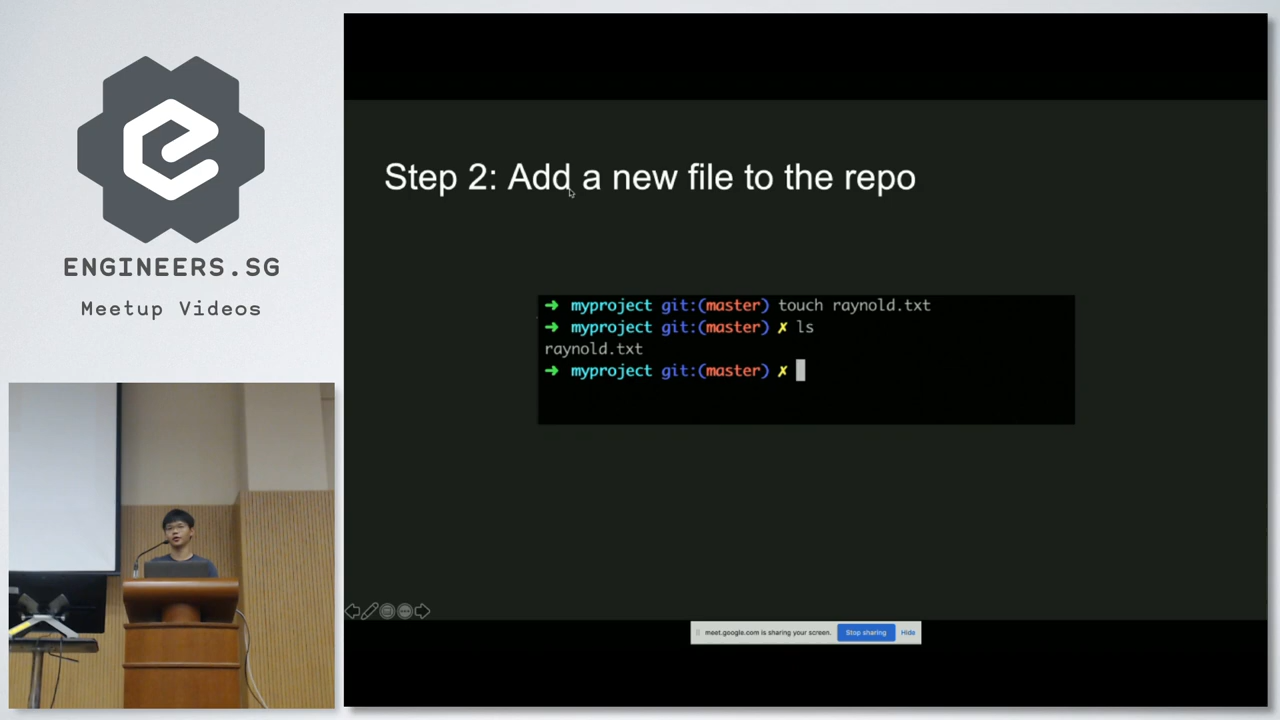 ENGINEERS.SG
Meetup Videos
Step 2: Add a new file to the repo
➜ myproject git:(master) touch raynold.txt
➜ myproject git:(master) ✗ ls
raynold.txt
➜ myproject git:(master) ✗
meet.google.com is sharing your screen. Stop sharing Hide